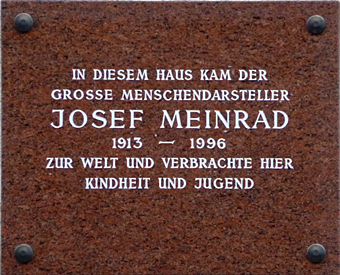 IN DIESEM HAUS KAM DER
GROSSE MENSCHENDARSTELLER
JOSEF MEINRAD
1913 — 1996
ZUR WELT UND VERBRACHTE HIER
KINDHEIT UND JUGEND